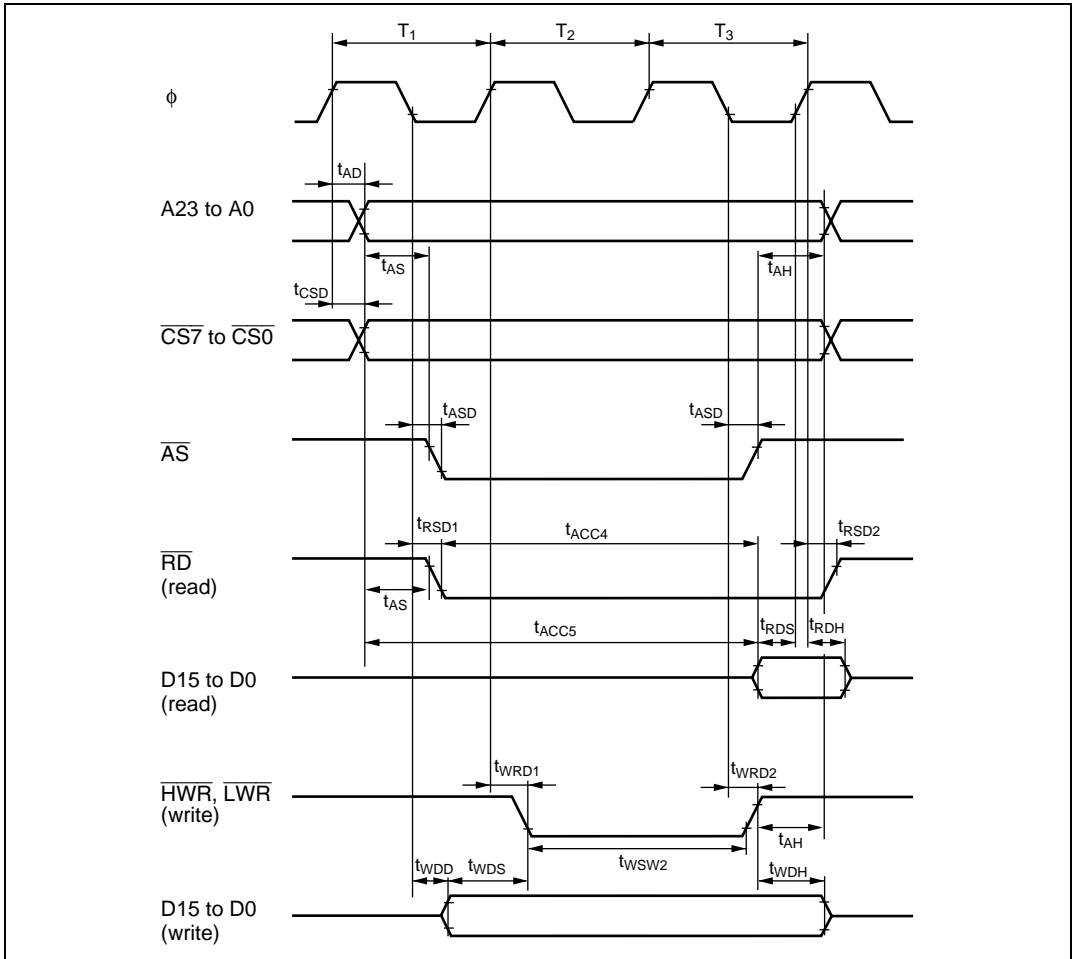 T1 T2 T3
φ
tAD
A23 to A0
tAS tAH
tCSD
CS7 to CS0
tASD tASD
AS
tRSD1 tACC4 tRSD2
RD
(read)
tAS
tACC5 tRDS tRDH
D15 to D0
(read)
tWRD1 tWRD2
HWR, LWR
(write)
tAH
tWDD tWDS tWSW2 tWDH
D15 to D0
(write)